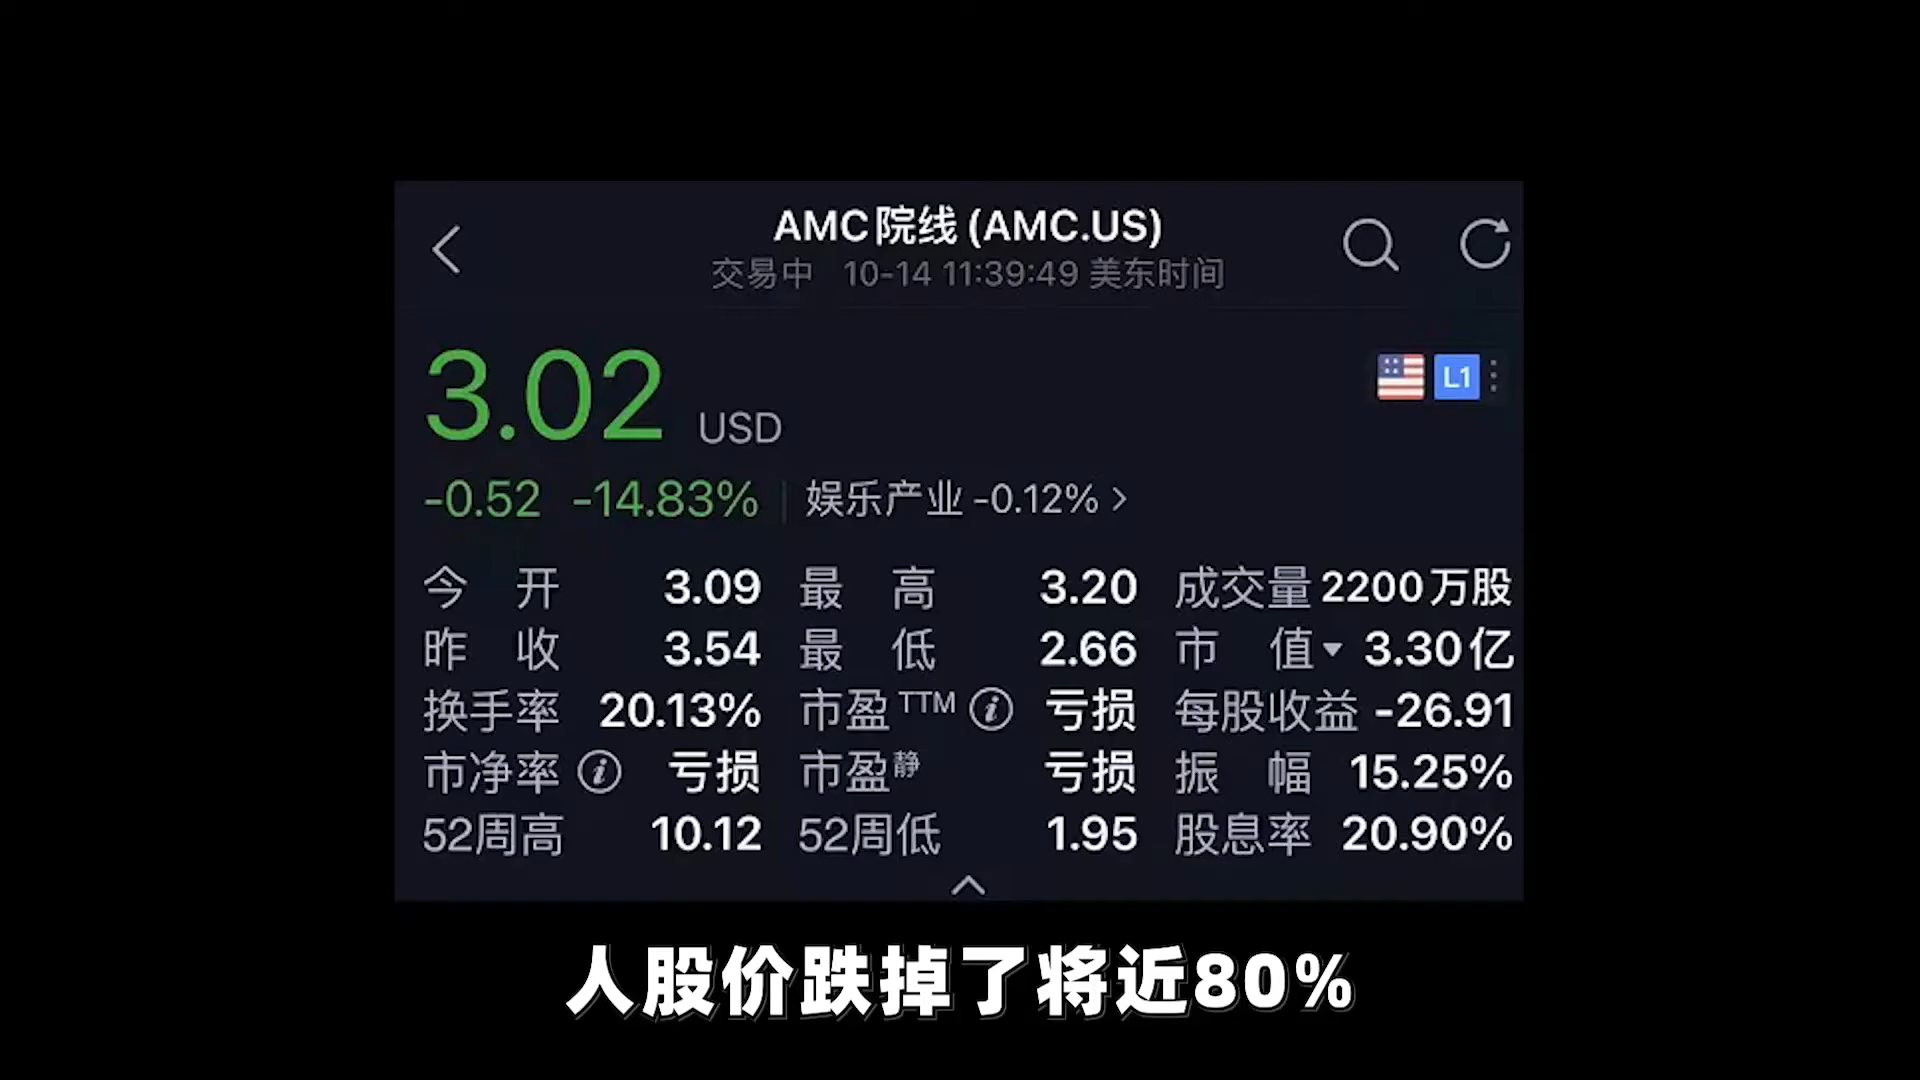 AMC院线 (AMC.US)
交易中 10-14 11:39:49 美东时间
3.02 USD
L1
-0.52 -14.83% 娱乐产业 -0.12%
今开 3.09 最高 3.20 成交量 2200万股
昨收 3.54 最低 2.66 市值 3.30亿
换手率 20.13% 市盈TTM i 亏损 每股收益 -26.91
市净率 i 亏损 市盈静 亏损 振幅 15.25%
52周高 10.12 52周低 1.95 股息率 20.90%
人股价跌掉了将近80%